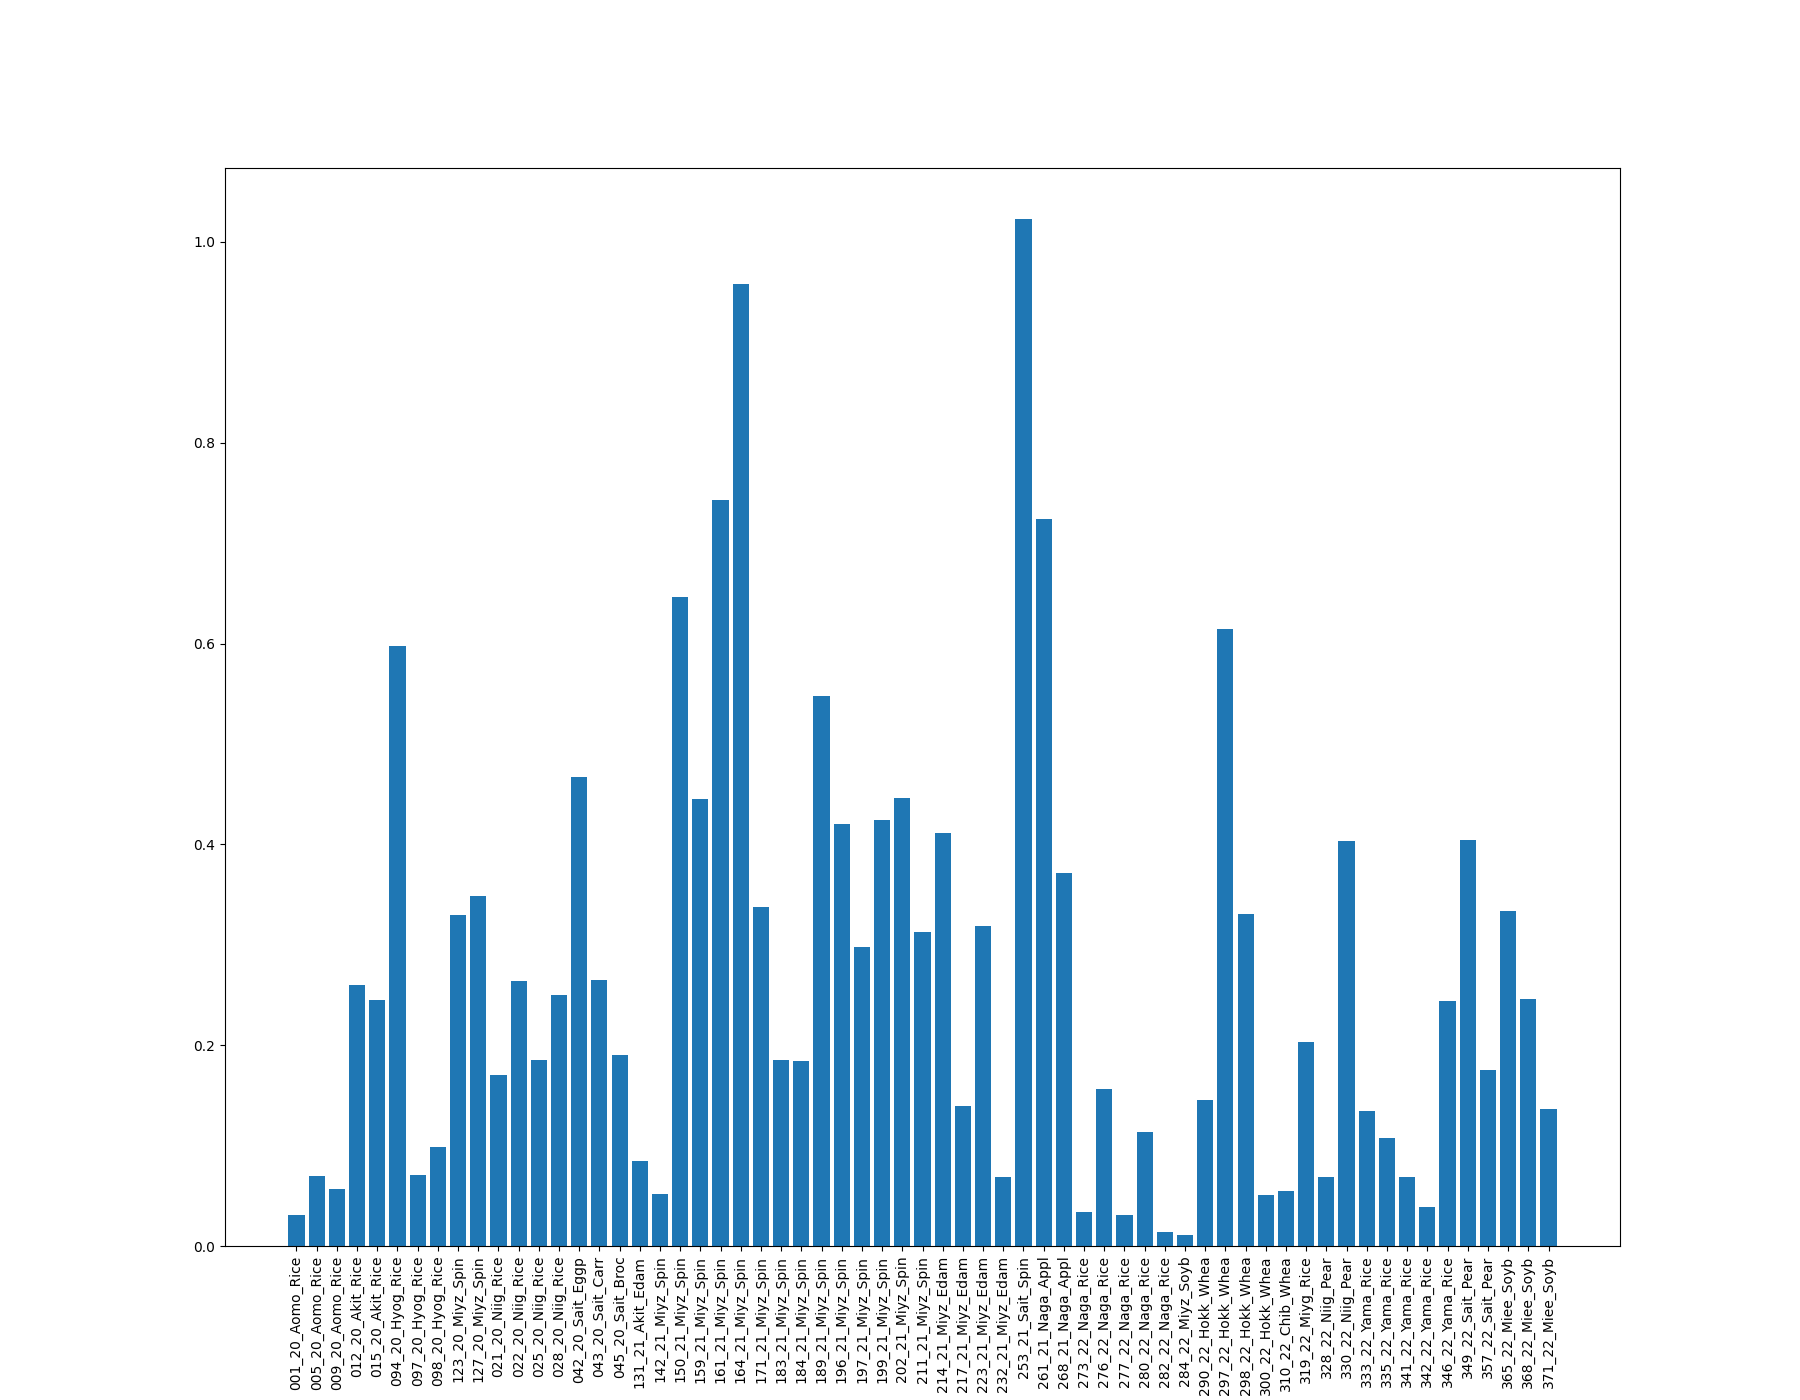 1.0
0.8
0.6
0.4
0.2
0.0
001_20_Aomo_Rice
005_20_Aomo_Rice
009_20_Aomo_Rice
012_20_Akit_Rice
015_20_Akit_Rice
094_20_Hyog_Rice
097_20_Hyog_Rice
098_20_Hyog_Rice
123_20_Miyz_Spin
127_20_Miyz_Spin
021_20_Niig_Rice
022_20_Niig_Rice
025_20_Niig_Rice
028_20_Niig_Rice
042_20_Sait_Eggp
043_20_Sait_Carr
045_20_Sait_Broc
131_21_Akit_Edam
142_21_Miyz_Spin
150_21_Miyz_Spin
159_21_Miyz_Spin
161_21_Miyz_Spin
164_21_Miyz_Spin
171_21_Miyz_Spin
183_21_Miyz_Spin
184_21_Miyz_Spin
189_21_Miyz_Spin
196_21_Miyz_Spin
197_21_Miyz_Spin
199_21_Miyz_Spin
202_21_Miyz_Spin
211_21_Miyz_Spin
214_21_Miyz_Edam
217_21_Miyz_Edam
223_21_Miyz_Edam
232_21_Miyz_Edam
253_21_Sait_Spin
261_21_Naga_Appl
268_21_Naga_Appl
273_22_Naga_Rice
276_22_Naga_Rice
277_22_Naga_Rice
280_22_Naga_Rice
282_22_Naga_Rice
284_22_Miyz_Soyb
290_22_Hokk_Whea
297_22_Hokk_Whea
298_22_Hokk_Whea
300_22_Hokk_Whea
310_22_Chib_Whea
319_22_Miyg_Rice
328_22_Niig_Pear
330_22_Niig_Pear
333_22_Yama_Rice
335_22_Yama_Rice
341_22_Yama_Rice
342_22_Yama_Rice
346_22_Yama_Rice
349_22_Sait_Pear
357_22_Sait_Pear
365_22_Miee_Soyb
368_22_Miee_Soyb
371_22_Miee_Soyb